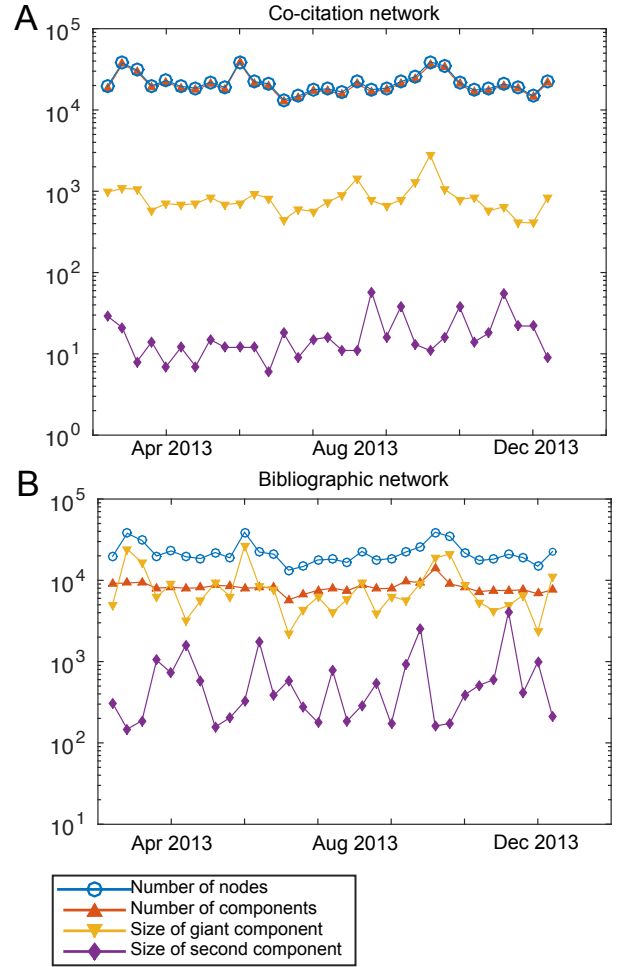 A
Co-citation network
10^5
10^4
10^3
10^2
10^1
10^0
Apr 2013
Aug 2013
Dec 2013
B
Bibliographic network
10^5
10^4
10^3
10^2
10^1
Apr 2013
Aug 2013
Dec 2013
Number of nodes
Number of components
Size of giant component
Size of second component